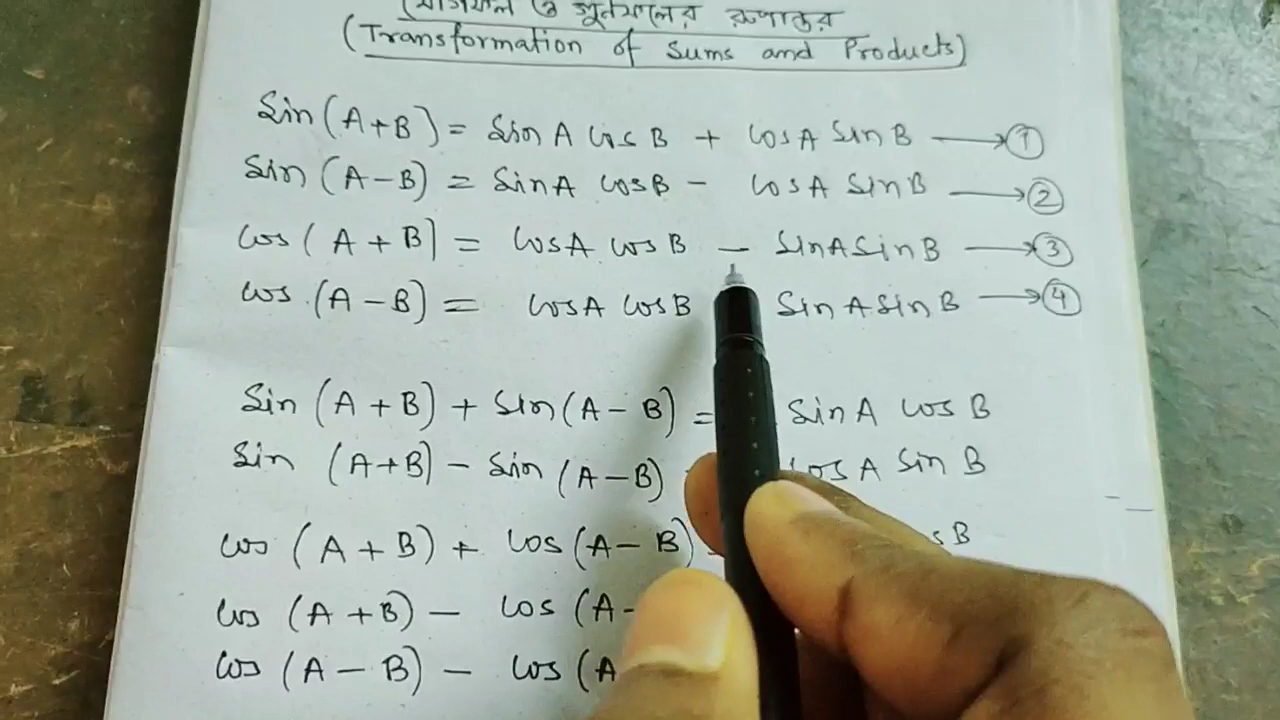 ও গুনফলের রূপান্তর
(Transformation of Sums and Products)
Sin(A+B) = Sin A Cos B + Cos A Sin B → ①
Sin (A-B) = Sin A Cos B - Cos A Sin B → ②
Cos (A+B) = Cos A Cos B - Sin A Sin B → ③
Cos (A-B) = Cos A Cos B Sin A Sin B → ④
Sin (A+B) + Sin (A-B) = Sin A Cos B
Sin (A+B) - Sin (A-B) Cos A Sin B
Cos (A+B) + Cos (A-B) B
Cos (A+B) - Cos (A-
Cos (A-B) - Cos (A